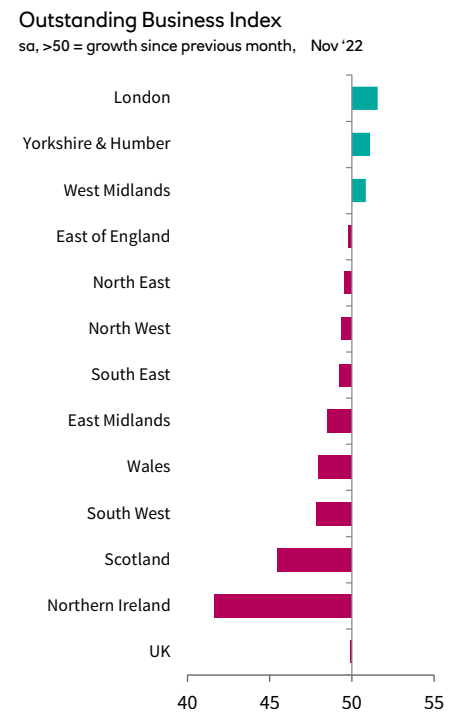 Outstanding Business Index
sa, >50 = growth since previous month, Nov ‘22
London
Yorkshire & Humber
West Midlands
East of England
North East
North West
South East
East Midlands
Wales
South West
Scotland
Northern Ireland
UK
40 45 50 55